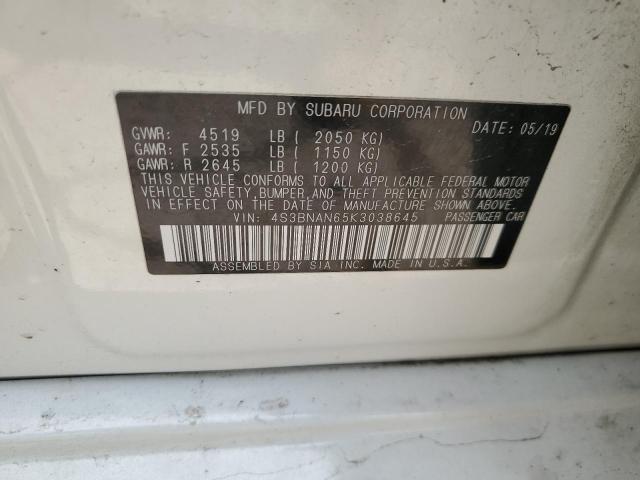 MFD BY SUBARU CORPORATION
GVWR: 4519 LB ( 2050 KG) DATE: 05/19
GAWR: F 2535 LB ( 1150 KG)
GAWR: R 2645 LB ( 1200 KG)
THIS VEHICLE CONFORMS TO ALL APPLICABLE FEDERAL MOTOR
VEHICLE SAFETY, BUMPER, AND THEFT PREVENTION STANDARDS
IN EFFECT ON THE DATE OF MANUFACTURE SHOWN ABOVE.
VIN: 4S3BNAN65K3038645 PASSENGER CAR
ASSEMBLED BY SIA INC. MADE IN U.S.A.